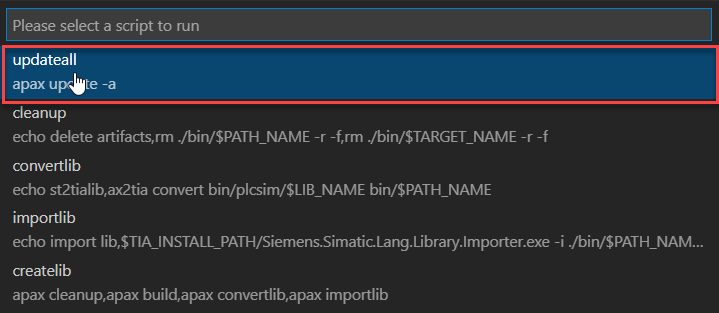 Please select a script to run
updateall
apax update -a
cleanup
echo delete artifacts,rm ./bin/$PATH_NAME -r -f,rm ./bin/$TARGET_NAME -r -f
convertlib
echo st2tialib,ax2tia convert bin/plcsim/$LIB_NAME bin/$PATH_NAME
importlib
echo import lib,$TIA_INSTALL_PATH/Siemens.Simatic.Lang.Library.Importer.exe -i ./bin/$PATH_NAM...
createlib
apax cleanup,apax build,apax convertlib,apax importlib